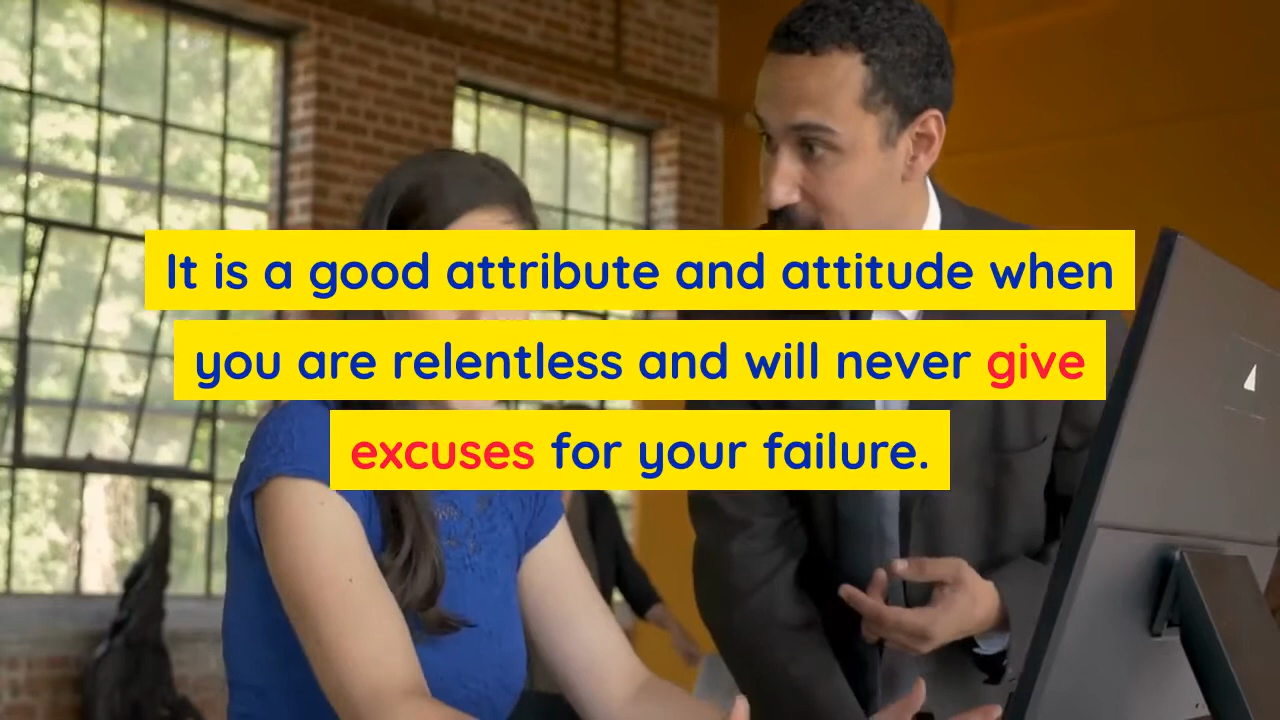 It is a good attribute and attitude when
you are relentless and will never give
excuses for your failure.